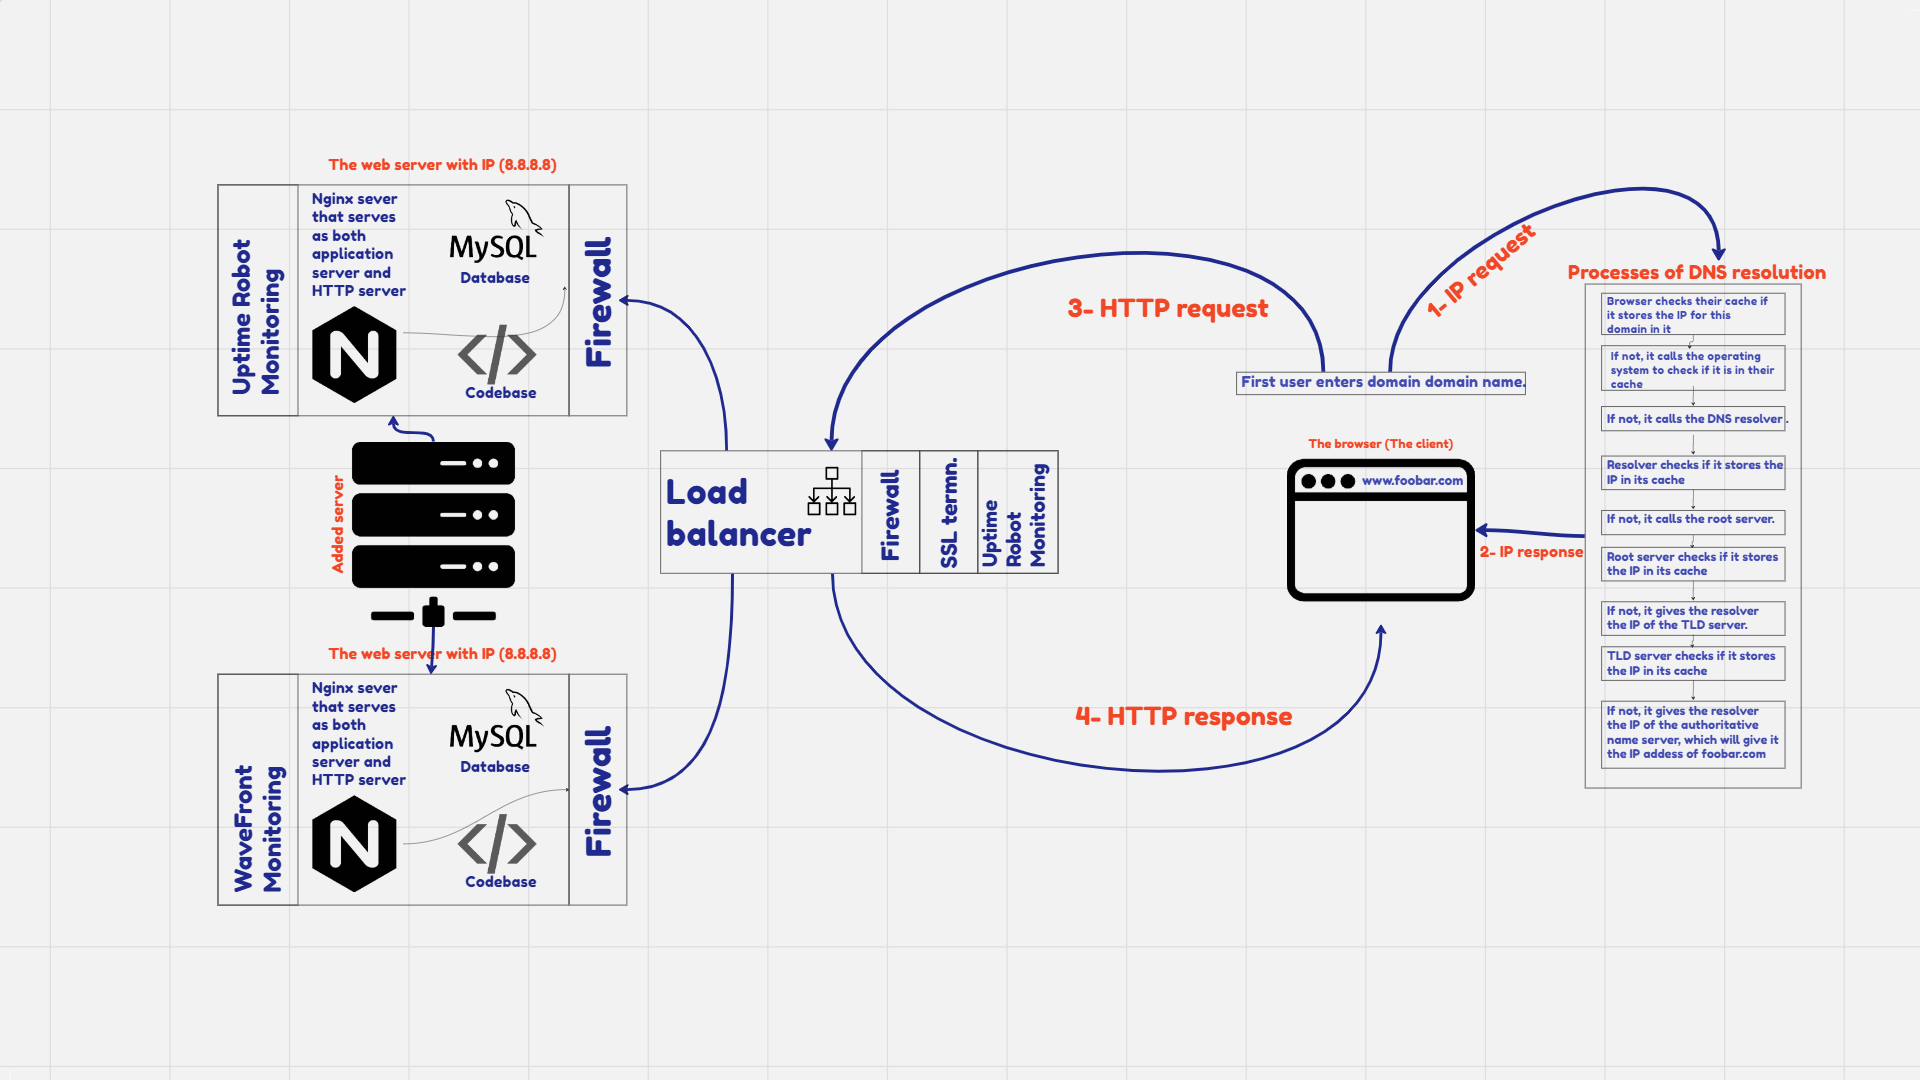 The web server with IP (8.8.8.8)
Uptime Robot
Monitoring
Nginx sever
that serves
as both
application
server and
HTTP server
MySQL
Database
Codebase
Firewall
Added server
The web server with IP (8.8.8.8)
WaveFront
Monitoring
Nginx sever
that serves
as both
application
server and
HTTP server
MySQL
Database
Codebase
Firewall
Load
balancer
Firewall
SSL termn.
Uptime
Robot
Monitoring
3- HTTP request
4- HTTP response
1- IP request
First user enters domain domain name.
The browser (The client)
www.foobar.com
2- IP response
Processes of DNS resolution
Browser checks their cache if
it stores the IP for this
domain in it
If not, it calls the operating
system to check if it is in their
cache
If not, it calls the DNS resolver.
Resolver checks if it stores the
IP in its cache
If not, it calls the root server.
Root server checks if it stores
the IP in its cache
If not, it gives the resolver
the IP of the TLD server.
TLD server checks if it stores
the IP in its cache
If not, it gives the resolver
the IP of the authoritative
name server, which will give it
the IP addess of foobar.com